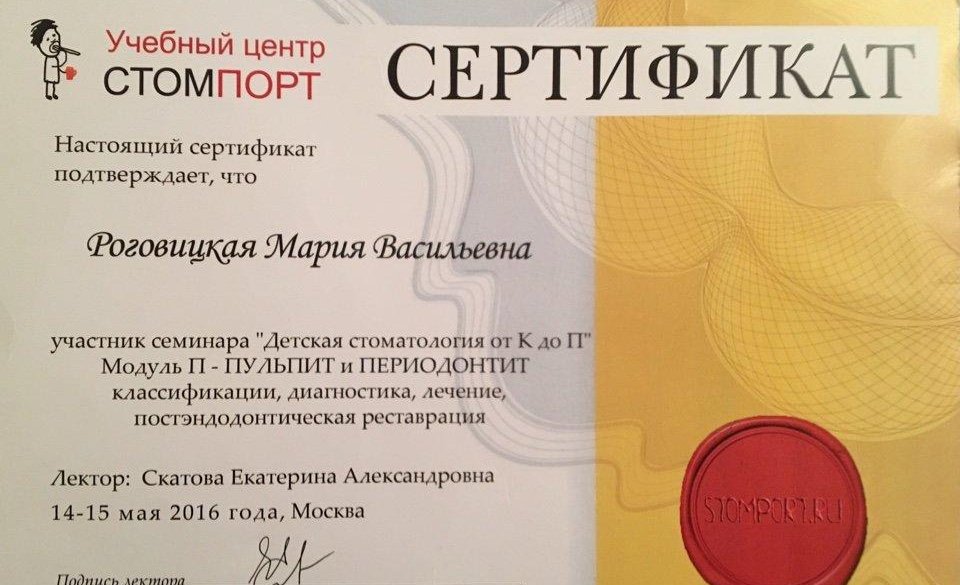 Учебный центр
СТОМПОРТ
СЕРТИФИКАТ
Настоящий сертификат
подтверждает, что
Роговицкая Мария Васильевна
участник семинара "Детская стоматология от К до П"
Модуль П - ПУЛЬПИТ и ПЕРИОДОНТИТ
классификации, диагностика, лечение,
постэндодонтическая реставрация
Лектор: Скатова Екатерина Александровна
14-15 мая 2016 года, Москва
STOMPORT.RU
Подпись лектора